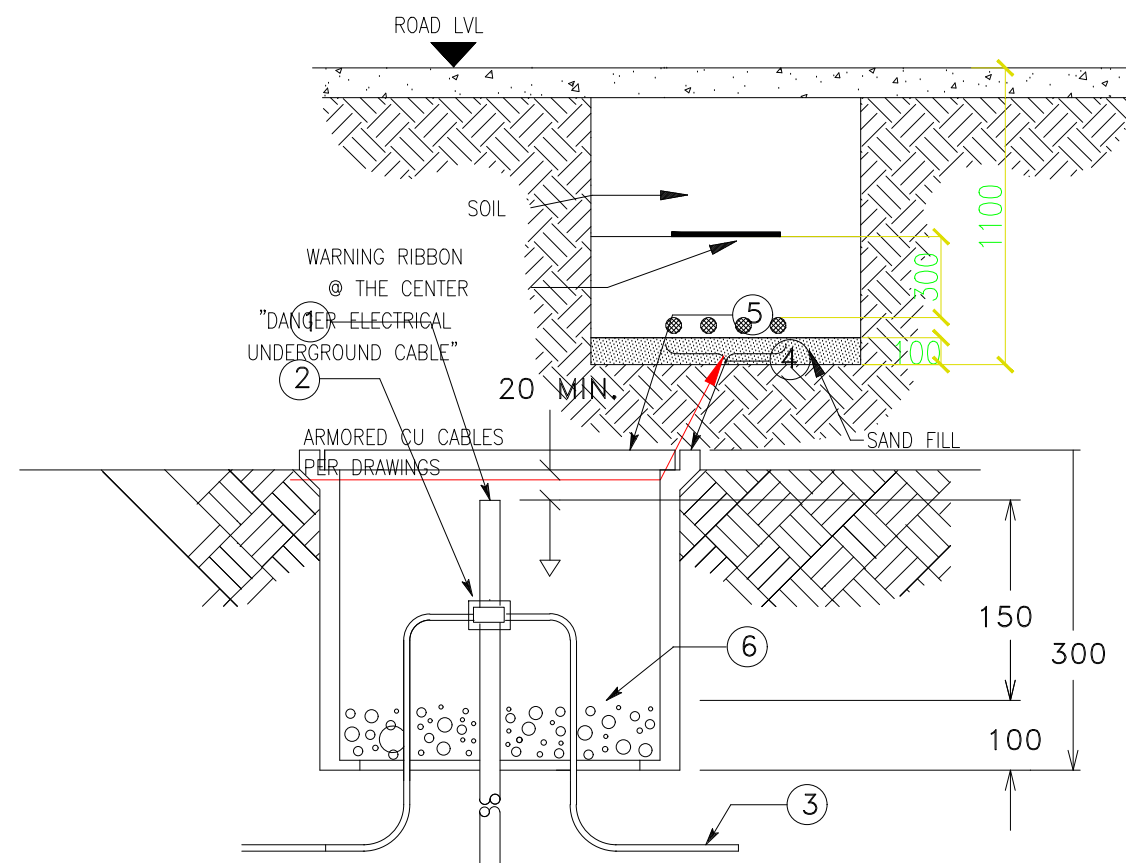 ROAD LVL
SOIL
1100
WARNING RIBBON
@ THE CENTER
"DANGER ELECTRICAL
UNDERGROUND CABLE"
300
1
5
100
4
2
20 MIN.
ARMORED CU CABLES
PER DRAWINGS
SAND FILL
150
300
6
100
3